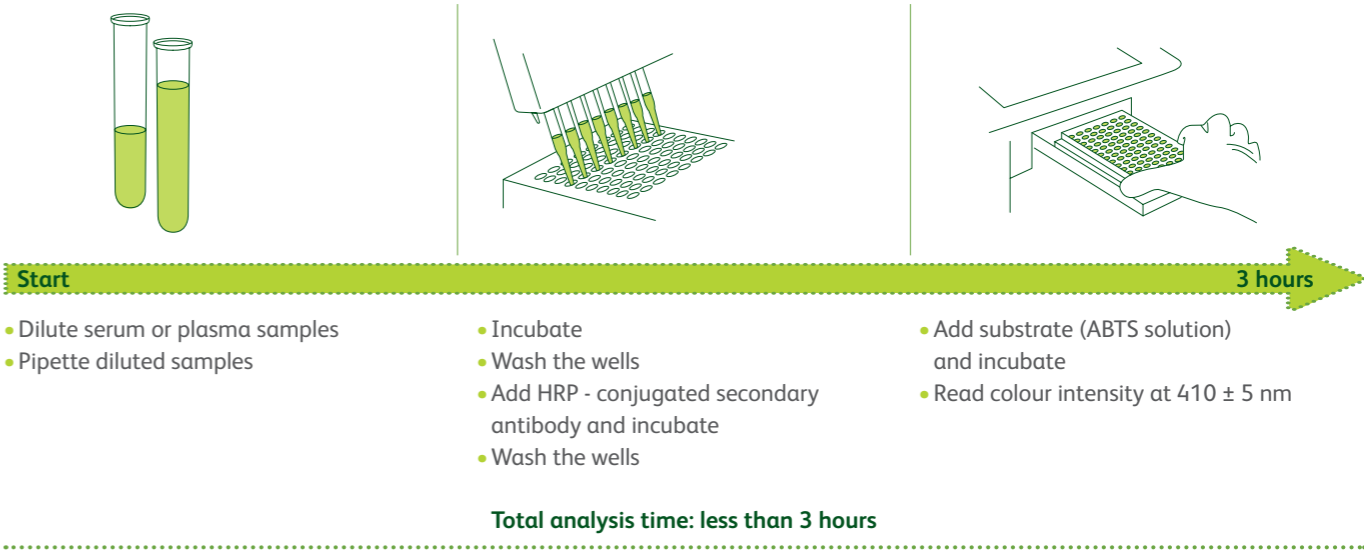 Start
3 hours
• Dilute serum or plasma samples
• Pipette diluted samples
• Incubate
• Wash the wells
• Add HRP - conjugated secondary
antibody and incubate
• Wash the wells
• Add substrate (ABTS solution)
and incubate
• Read colour intensity at 410 ± 5 nm
Total analysis time: less than 3 hours